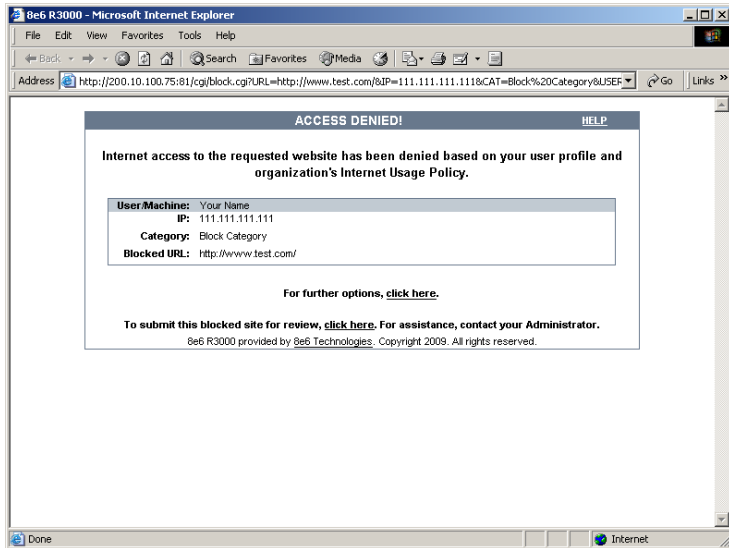 8e6 R3000 - Microsoft Internet Explorer
File Edit View Favorites Tools Help
Back Search Favorites Media
Address http://200.10.100.75:81/cgi/block.cgi?URL=http://www.test.com/&IP=111.111.111.111&CAT=Block%20Category&USER Go Links »
ACCESS DENIED! HELP
Internet access to the requested website has been denied based on your user profile and
organization's Internet Usage Policy.
User/Machine: Your Name
IP: 111.111.111.111
Category: Block Category
Blocked URL: http://www.test.com/
For further options, click here.
To submit this blocked site for review, click here. For assistance, contact your Administrator.
8e6 R3000 provided by 8e6 Technologies. Copyright 2009. All rights reserved.
Done Internet